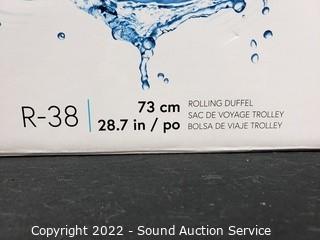 R-38
73 cm
28.7 in / po
ROLLING DUFFEL
SAC DE VOYAGE TROLLEY
BOLSA DE VIAJE TROLLEY
Copyright 2022 - Sound Auction Service